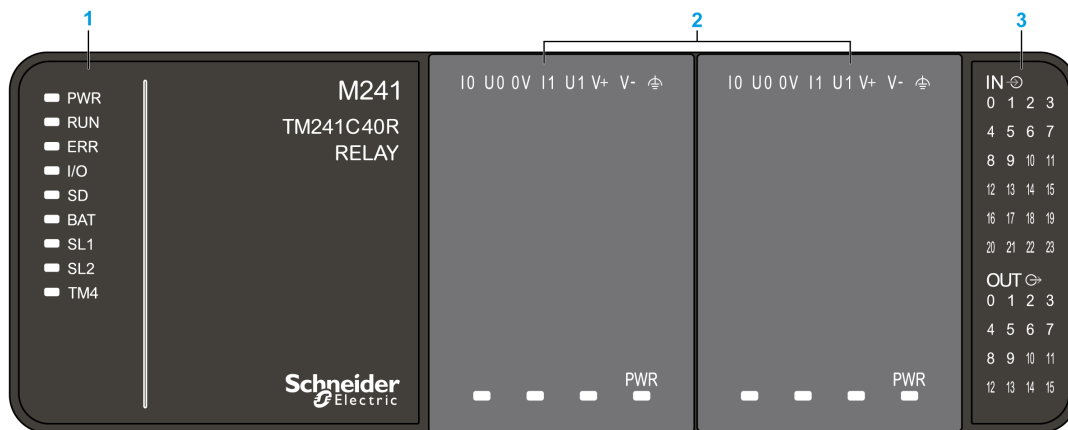 1
2
3
PWR
RUN
ERR
I/O
SD
BAT
SL1
SL2
TM4
M241
TM241C40R
RELAY
Schneider
Electric
I0 U0 0V I1 U1 V+ V-
PWR
I0 U0 0V I1 U1 V+ V-
PWR
IN
0 1 2 3
4 5 6 7
8 9 10 11
12 13 14 15
16 17 18 19
20 21 22 23
OUT
0 1 2 3
4 5 6 7
8 9 10 11
12 13 14 15